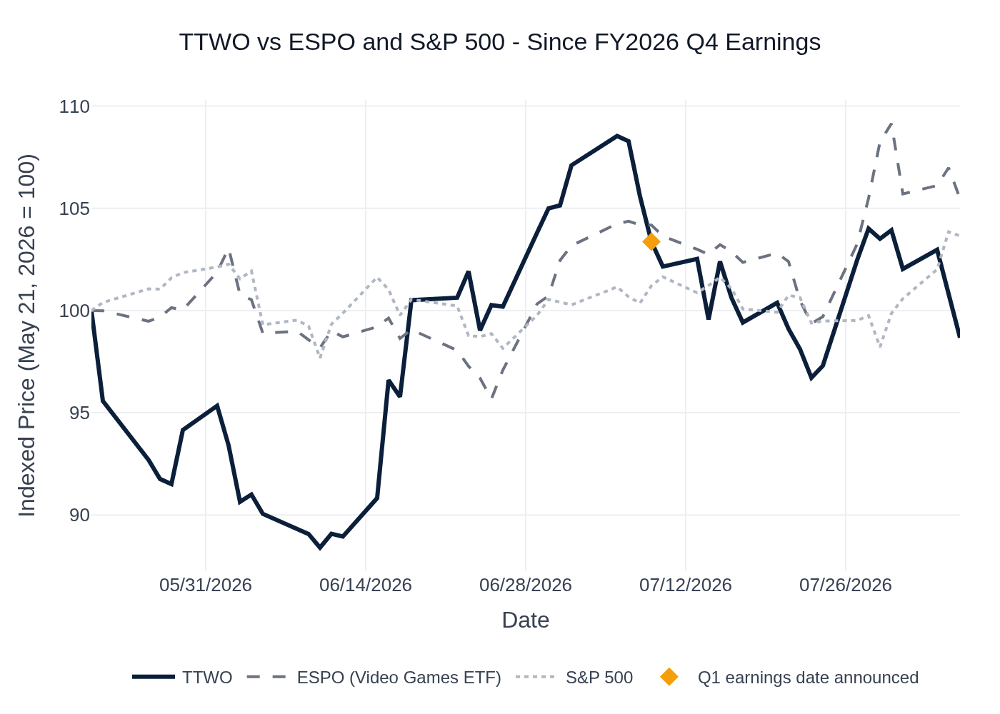 TTWO vs ESPO and S&P 500 - Since FY2026 Q4 Earnings
Indexed Price (May 21, 2026 = 100)
110
105
100
95
90
05/31/2026 06/14/2026 06/28/2026 07/12/2026 07/26/2026
Date
TTWO ESPO (Video Games ETF) S&P 500 Q1 earnings date announced